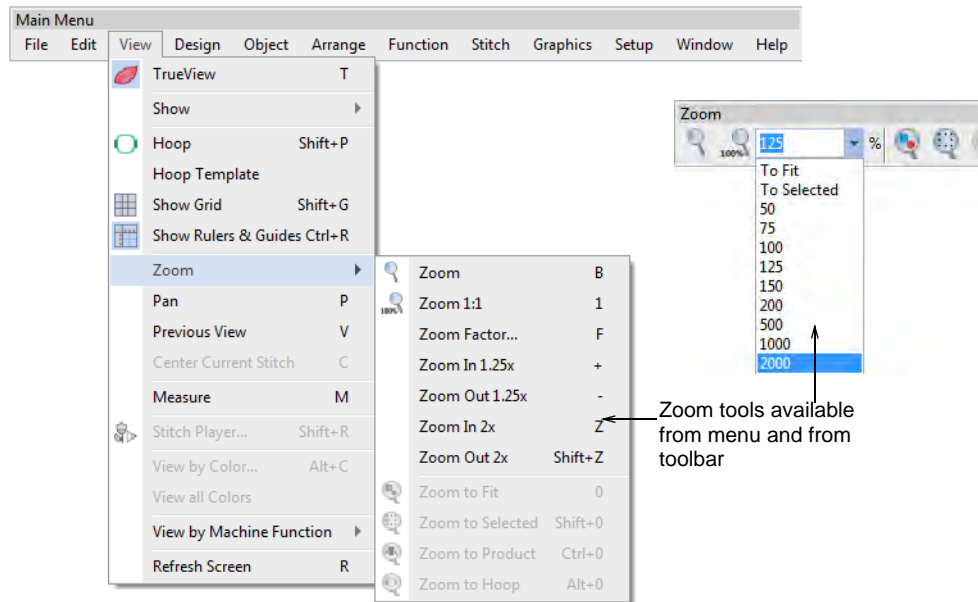 Main Menu
File Edit View Design Object Arrange Function Stitch Graphics Setup Window Help
TrueView T
Show
Hoop Shift+P
Hoop Template
Show Grid Shift+G
Show Rulers & Guides Ctrl+R
Zoom
Pan P
Previous View V
Center Current Stitch C
Measure M
Stitch Player... Shift+R
View by Color... Alt+C
View all Colors
View by Machine Function
Refresh Screen R
Zoom B
100% Zoom 1:1 1
Zoom Factor... F
Zoom In 1.25x +
Zoom Out 1.25x -
Zoom In 2x Z
Zoom Out 2x Shift+Z
Zoom to Fit 0
Zoom to Selected Shift+0
Zoom to Product Ctrl+0
Zoom to Hoop Alt+0
Zoom
100% 125 %
To Fit
To Selected
50
75
100
125
150
200
500
1000
2000
Zoom tools available
from menu and from
toolbar